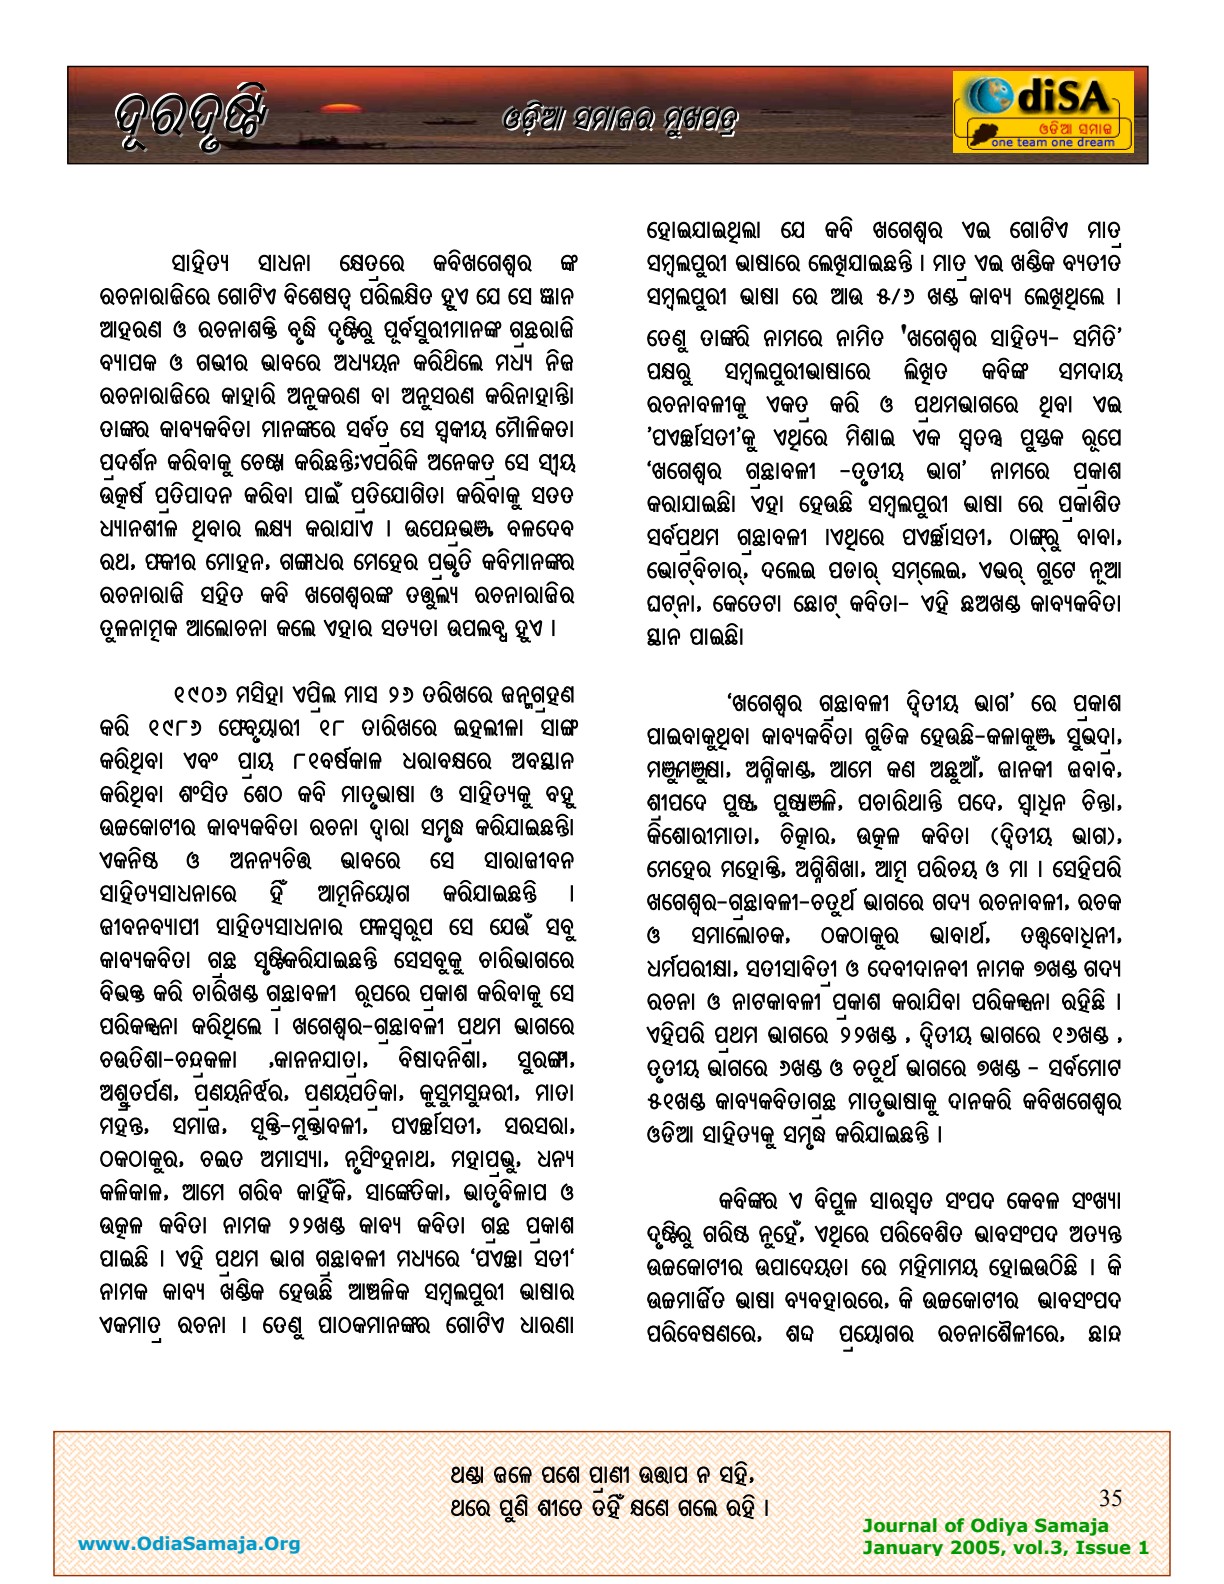 ଦୂରଦୃଷ୍ଟି
ଓଡ଼ିଆ ସମାଜର ମୁଖପତ୍ର
OdiSA
ଓଡିଆ ସମାଜ
one team one dream
ସାହିତ୍ୟ ସାଧନା କ୍ଷେତ୍ରରେ କବିଖଗେଶ୍ୱର ଙ୍କ
ରଚନାରାଜିରେ ଗୋଟିଏ ବିଶେଷତ୍ୱ ପରିଲକ୍ଷିତ ହୁଏ ଯେ ସେ ଜ୍ଞାନ
ଆହରଣ ଓ ରଚନାଶକ୍ତି ବୃଦ୍ଧି ଦୃଷ୍ଟିରୁ ପୂର୍ବସୁରୀମାନଙ୍କ ଗ୍ରନ୍ଥରାଜି
ବ୍ୟାପକ ଓ ଗଭୀର ଭାବରେ ଅଧ୍ୟୟନ କରିଥିଲେ ମଧ୍ୟ ନିଜ
ରଚନାରାଜିରେ କାହାରି ଅନୁକରଣ ବା ଅନୁସରଣ କରିନାହାନ୍ତି।
ତାଙ୍କର କାବ୍ୟକବିତା ମାନଙ୍କରେ ସର୍ବତ୍ର ସେ ସ୍ୱକୀୟ ମୌଳିକତା
ପ୍ରଦର୍ଶନ କରିବାକୁ ଚେଷ୍ଟା କରିଛନ୍ତି;ଏପରିକି ଅନେକତ୍ର ସେ ସ୍ୱୀୟ
ଉତ୍କର୍ଷ ପ୍ରତିପାଦନ କରିବା ପାଇଁ ପ୍ରତିଯୋଗିତା କରିବାକୁ ସତତ
ଧ୍ୟାନଶୀଳ ଥିବାର ଲକ୍ଷ୍ୟ କରାଯାଏ । ଉପେନ୍ଦ୍ରଭଞ୍ଜ, ବଳଦେବ
ରଥ, ଫକୀର ମୋହନ, ଗଙ୍ଗାଧର ମେହେର ପ୍ରଭୃତି କବିମାନଙ୍କର
ରଚନାରାଜି ସହିତ କବି ଖଗେଶ୍ୱରଙ୍କ ତତ୍ତୁଲ୍ୟ ରଚନାରାଜିର
ତୁଳନାତ୍ମକ ଆଲୋଚନା କଲେ ଏହାର ସତ୍ୟତା ଉପଲବ୍ଧ ହୁଏ ।
୧୯୦୬ ମସିହା ଏପ୍ରିଲ ମାସ ୨୬ ତରିଖରେ ଜନ୍ମଗ୍ରହଣ
କରି ୧୯୮୬ ଫେବୃୟାରୀ ୧୮ ତାରିଖରେ ଇହଲୀଳା ସାଙ୍ଗ
କରିଥିବା ଏବଂ ପ୍ରାୟ ୮୧ବର୍ଷକାଳ ଧରାବକ୍ଷରେ ଅବସ୍ଥାନ
କରିଥିବା ଶଂସିତ ଶେଠ କବି ମାତୃଭାଷା ଓ ସାହିତ୍ୟକୁ ବହୁ
ଉଚ୍ଚକୋଟୀର କାବ୍ୟକବିତା ରଚନା ଦ୍ୱାରା ସମୃଦ୍ଧ କରିଯାଇଛନ୍ତି।
ଏକନିଷ୍ଠ ଓ ଅନନ୍ୟଚିତ୍ତ ଭାବରେ ସେ ସାରାଜୀବନ
ସାହିତ୍ୟସାଧନାରେ ହିଁ ଆତ୍ମନିୟୋଗ କରିଯାଇଛନ୍ତି ।
ଜୀବନବ୍ୟାପୀ ସାହିତ୍ୟସାଧନାର ଫଳସ୍ୱରୂପ ସେ ଯେଉଁ ସବୁ
କାବ୍ୟକବିତା ଗ୍ରନ୍ଥ ସୃଷ୍ଟିକରିଯାଇଛନ୍ତି ସେସବୁକୁ ଚାରିଭାଗରେ
ବିଭକ୍ତ କରି ଚାରିଖଣ୍ଡ ଗ୍ରନ୍ଥାବଳୀ ରୂପରେ ପ୍ରକାଶ କରିବାକୁ ସେ
ପରିକଳ୍ପନା କରିଥିଲେ । ଖଗେଶ୍ୱର-ଗ୍ରନ୍ଥାବଳୀ ପ୍ରଥମ ଭାଗରେ
ଚଉତିଶା-ଚନ୍ଦ୍ରକଳା ,କାନନଯାତ୍ରା, ବିଷାଦନିଶା, ସୁରଙ୍ଗୀ,
ଅଶ୍ରୁତର୍ପଣ, ପ୍ରଣୟନିର୍ଝର, ପ୍ରଣୟପତ୍ରିକା, କୁସୁମସୁନ୍ଦରୀ, ମାତା
ମହନ୍ତ, ସମାଜ, ସୂକ୍ତି-ମୁକ୍ତାବଳୀ, ପଏର୍ଚ୍ଛାସତୀ, ସରସରା,
ଠକଠାକୁର, ଚଇତ ଅମାସ୍ୟା, ନୃସିଂହନାଥ, ମହାପ୍ରଭୁ, ଧନ୍ୟ
କଳିକାଳ, ଆମେ ଗରିବ କାହିଁକି, ସାଙ୍କେତିକା, ଭାତୃବିଳାପ ଓ
ଉତ୍କଳ କବିତା ନାମକ ୨୨ଖଣ୍ଡ କାବ୍ୟ କବିତା ଗ୍ରନ୍ଥ ପ୍ରକାଶ
ପାଇଛି । ଏହି ପ୍ରଥମ ଭାଗ ଗ୍ରନ୍ଥାବଳୀ ମଧ୍ୟରେ ‘ପଏଚ୍ଛା ସତୀ‘
ନାମକ କାବ୍ୟ ଖଣ୍ଡିକ ହେଉଛି ଆଞ୍ଚଳିକ ସମ୍ବଲପୁରୀ ଭାଷାର
ଏକମାତ୍ର ରଚନା । ତେଣୁ ପାଠକମାନଙ୍କର ଗୋଟିଏ ଧାରଣା
ହୋଇଯାଇଥିଲା ଯେ କବି ଖଗେଶ୍ୱର ଏଇ ଗୋଟିଏ ମାତ୍ର
ସମ୍ବଲପୁରୀ ଭାଷାରେ ଲେଖିଯାଇଛନ୍ତି । ମାତ୍ର ଏଇ ଖଣ୍ଡିକ ବ୍ୟତୀତ
ସମ୍ବଲପୁରୀ ଭାଷା ରେ ଆଉ ୫/୬ ଖଣ୍ଡ କାବ୍ୟ ଲେଖିଥିଲେ ।
ତେଣୁ ତାଙ୍କରି ନାମରେ ନାମିତ 'ଖଗେଶ୍ୱର ସାହିତ୍ୟ- ସମିତି’
ପକ୍ଷରୁ ସମ୍ବଲପୁରୀଭାଷାରେ ଲିଖିତ କବିଙ୍କ ସମଦାୟ
ରଚନାବଳୀକୁ ଏକତ୍ର କରି ଓ ପ୍ରଥମଭାଗରେ ଥିବା ଏଇ
’ପଏର୍ଚ୍ଛାସତୀ’କୁ ଏଥିରେ ମିଶାଇ ଏକ ସ୍ୱତନ୍ତ୍ର ପୁସ୍ତକ ରୂପେ
‘ଖଗେଶ୍ୱର ଗ୍ରନ୍ଥାବଳୀ -ତୃତୀୟ ଭାଗ’ ନାମରେ ପ୍ରକାଶ
କରାଯାଇଛି। ଏହା ହେଉଛି ସମ୍ବଲପୁରୀ ଭାଷା ରେ ପ୍ରକାଶିତ
ସର୍ବପ୍ରଥମ ଗ୍ରନ୍ଥାବଳୀ ।ଏଥିରେ ପଏର୍ଚ୍ଛାସତୀ, ଠାଙ୍ଗ୍ରୁ ବାବା,
ଭୋଟ୍‌ବିଚାର୍, ଦଲେଇ ପଡାର୍ ସମ୍‌ଲେଇ, ଏଭର୍ ଗୁଟେ ନୂଆ
ଘଟ୍‌ନା, କେତେଟା ଛୋଟ୍ କବିତା- ଏହି ଛଅଖଣ୍ଡ କାବ୍ୟକବିତା
ସ୍ଥାନ ପାଇଛି।
‘ଖଗେଶ୍ୱର ଗ୍ରନ୍ଥାବଳୀ ଦ୍ୱିତୀୟ ଭାଗ’ ରେ ପ୍ରକାଶ
ପାଇବାକୁଥିବା କାବ୍ୟକବିତା ଗୁଡିକ ହେଉଛି-କଳାକୁଞ୍ଜ, ସୁଭଦ୍ରା,
ମଞ୍ଜୁମଞ୍ଜୁଷା, ଅଗ୍ନିକାଣ୍ଡ, ଆମେ କଣ ଅଛୁଆଁ, ଜାନକୀ ଜବାବ,
ଶ୍ରୀପଦେ ପୁଷ୍ପ, ପୁଷ୍ପାଞ୍ଜଳି, ପଚାରିଥାନ୍ତି ପଦେ, ସ୍ୱାଧିନ ଚିନ୍ତା,
କିଶୋରୀମାତା, ଚିତ୍କାର, ଉତ୍କଳ କବିତା (ଦ୍ୱିତୀୟ ଭାଗ),
ମେହେର ମହୋକ୍ତି, ଅଗ୍ନିଶିଖା, ଆତ୍ମ ପରିଚୟ ଓ ମା । ସେହିପରି
ଖଗେଶ୍ୱର-ଗ୍ରନ୍ଥାବଳୀ-ଚତୁର୍ଥ ଭାଗରେ ଗଦ୍ୟ ରଚନାବଳୀ, ରଚକ
ଓ ସମାଲୋଚକ, ଠକଠାକୁର ଭାବାର୍ଥ, ତତ୍ତ୍ୱବୋଧିନୀ,
ଧର୍ମପରୀକ୍ଷା, ସତୀସାବିତ୍ରୀ ଓ ଦେବୀଦାନବୀ ନାମକ ୭ଖଣ୍ଡ ଗଦ୍ୟ
ରଚନା ଓ ନାଟକାବଳୀ ପ୍ରକାଶ କରାଯିବା ପରିକଳ୍ପନା ରହିଛି ।
ଏହିପରି ପ୍ରଥମ ଭାଗରେ ୨୨ଖଣ୍ଡ , ଦ୍ୱିତୀୟ ଭାଗରେ ୧୬ଖଣ୍ଡ ,
ତୃତୀୟ ଭାଗରେ ୬ଖଣ୍ଡ ଓ ଚତୁର୍ଥ ଭାଗରେ ୭ଖଣ୍ଡ - ସର୍ବମୋଟ
୫୧ଖଣ୍ଡ କାବ୍ୟକବିତାଗ୍ରନ୍ଥ ମାତୃଭାଷାକୁ ଦାନକରି କବିଖଗେଶ୍ୱର
ଓଡିଆ ସାହିତ୍ୟକୁ ସମୃଦ୍ଧ କରିଯାଇଛନ୍ତି ।
କବିଙ୍କର ଏ ବିପୁଳ ସାରସ୍ୱତ ସଂପଦ କେବଳ ସଂଖ୍ୟା
ଦୃଷ୍ଟିରୁ ଗରିଷ୍ଠ ନୁହେଁ, ଏଥିରେ ପରିବେଶିତ ଭାବସଂପଦ ଅତ୍ୟନ୍ତ
ଉଚ୍ଚକୋଟୀର ଉପାଦେୟତା ରେ ମହିମାମୟ ହୋଇଉଠିଛି । କି
ଉଚ୍ଚମାର୍ଜିତ ଭାଷା ବ୍ୟବହାରରେ, କି ଉଚ୍ଚକୋଟୀର ଭାବସଂପଦ
ପରିବେଷଣରେ, ଶବ୍ଦ ପ୍ରୟୋଗର ରଚନାଶୈଳୀରେ, ଛାନ୍ଦ
ଥଣ୍ଡା ଜଳେ ପଶେ ପ୍ରାଣୀ ଉତ୍ତାପ ନ ସହି,
ଥରେ ପୁଣି ଶୀତେ ତହିଁ କ୍ଷଣେ ଗଲେ ରହି ।
35
www.OdiaSamaja.Org
Journal of Odiya Samaja
January 2005, vol.3, Issue 1